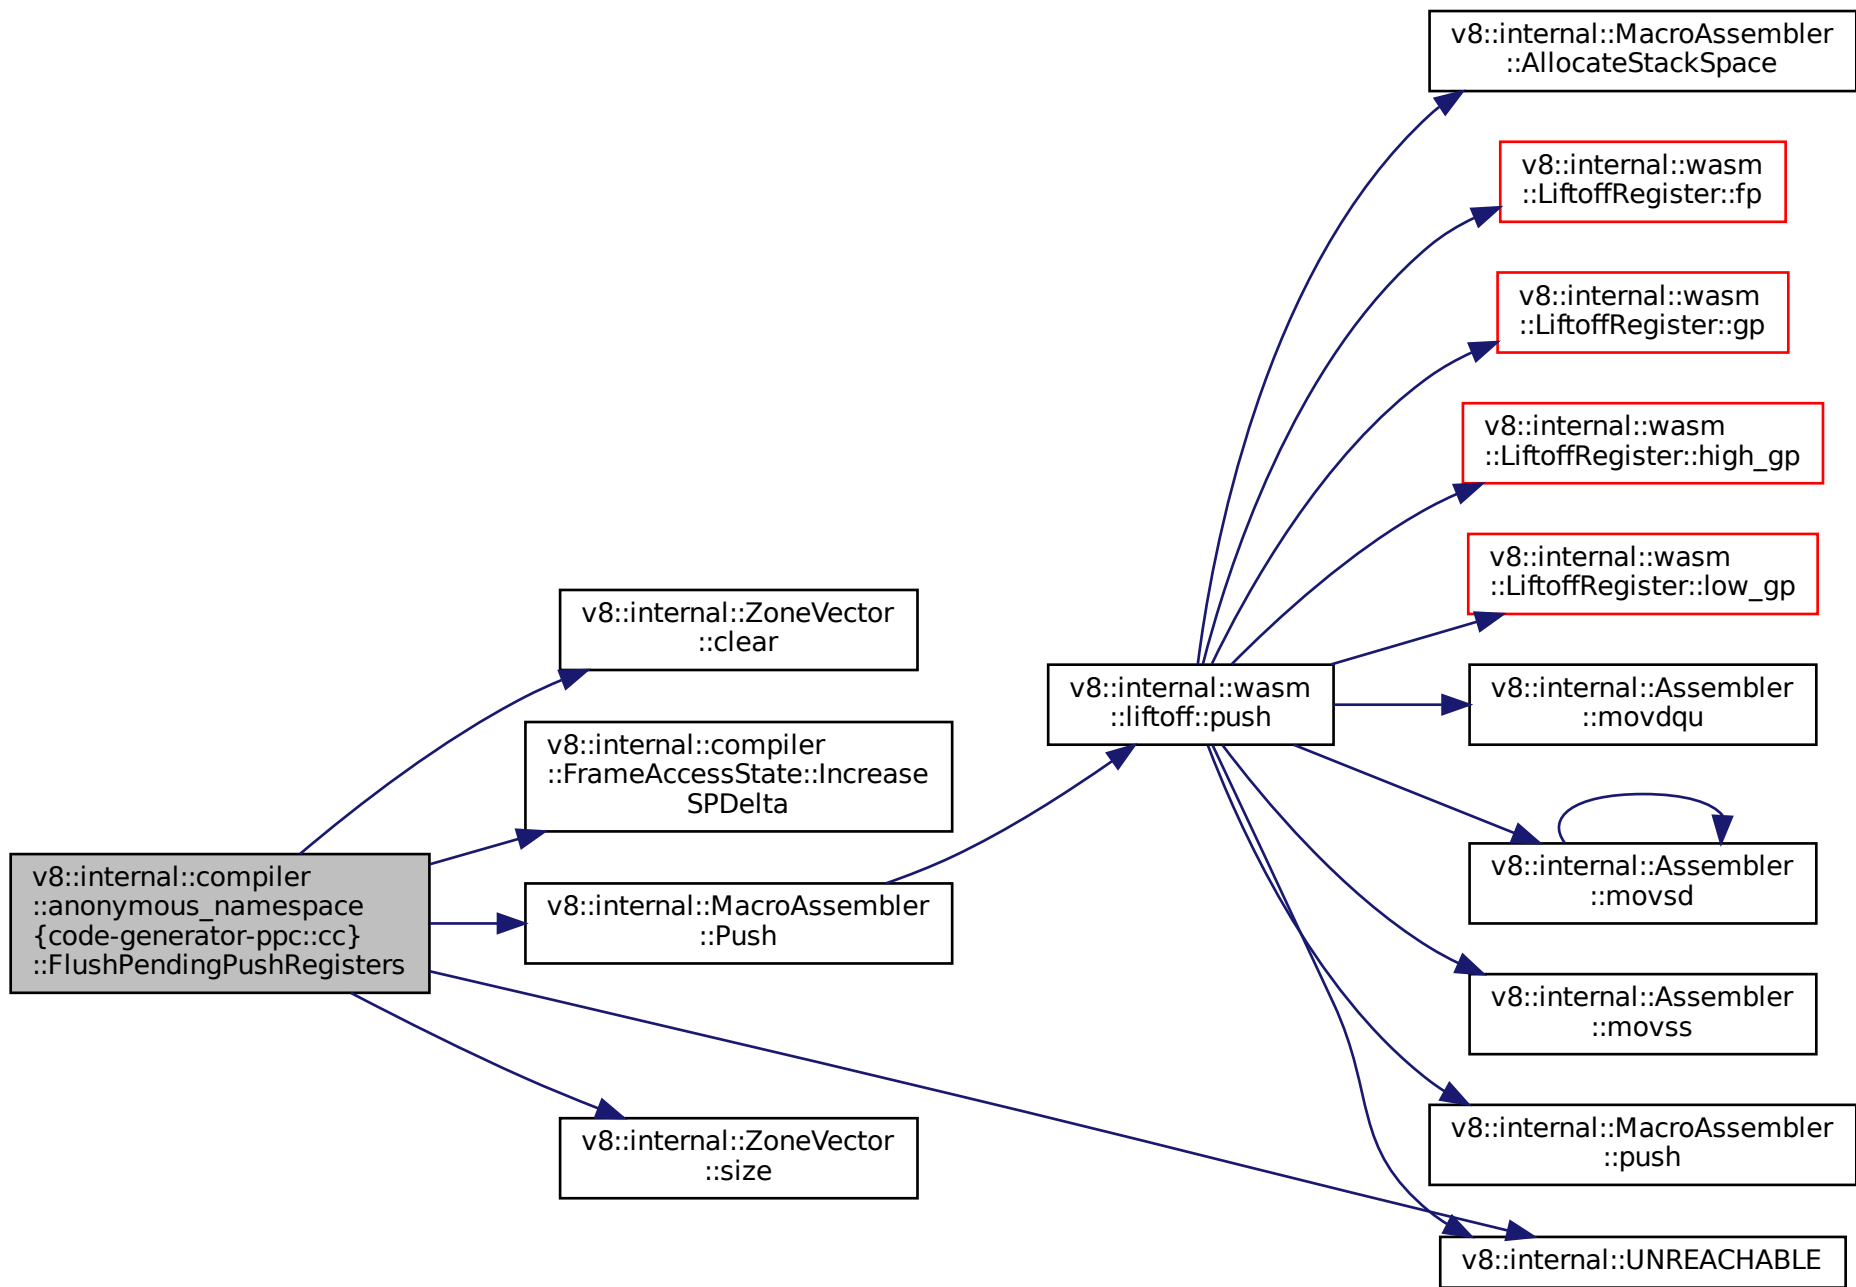 v8::internal::MacroAssembler
::AllocateStackSpace
v8::internal::wasm
::LiftoffRegister::fp
v8::internal::wasm
::LiftoffRegister::gp
v8::internal::wasm
::LiftoffRegister::high_gp
v8::internal::wasm
::LiftoffRegister::low_gp
v8::internal::ZoneVector
::clear
v8::internal::wasm
::liftoff::push
v8::internal::Assembler
::movdqu
v8::internal::compiler
::FrameAccessState::Increase
SPDelta
v8::internal::Assembler
::movsd
v8::internal::compiler
::anonymous_namespace
{code-generator-ppc::cc}
::FlushPendingPushRegisters
v8::internal::MacroAssembler
::Push
v8::internal::Assembler
::movss
v8::internal::ZoneVector
::size
v8::internal::MacroAssembler
::push
v8::internal::UNREACHABLE